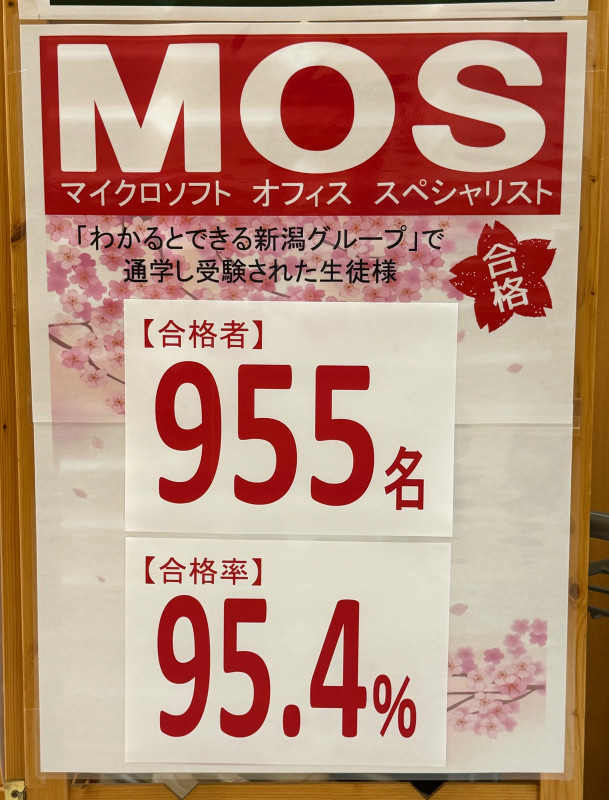 MOS
マイクロソフト オフィス スペシャリスト
「わかるとできる新潟グループ」で
通学し受験された生徒様
合格
【合格者】
955名
【合格率】
95.4%